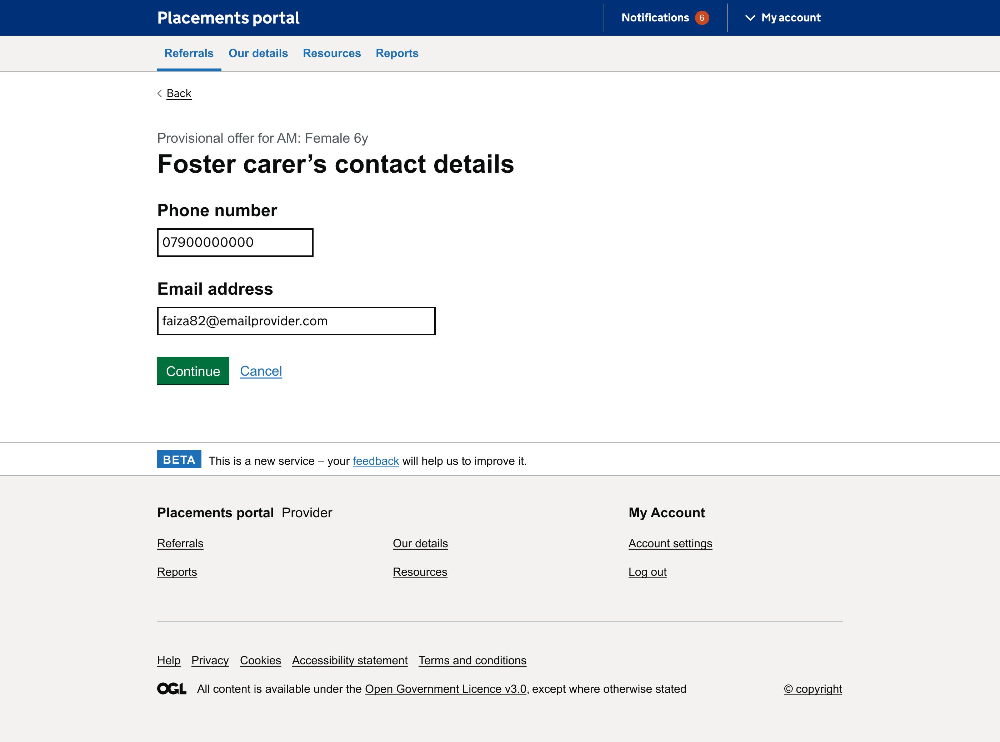 Placements portal
Notifications 6
My account
Referrals Our details Resources Reports
Back
Provisional offer for AM: Female 6y
Foster carer’s contact details
Phone number
07900000000
Email address
faiza82@emailprovider.com
Continue Cancel
BETA This is a new service – your feedback will help us to improve it.
Placements portal Provider
My Account
Referrals
Our details
Account settings
Reports
Resources
Log out
Help Privacy Cookies Accessibility statement Terms and conditions
OGL All content is available under the Open Government Licence v3.0, except where otherwise stated
© copyright